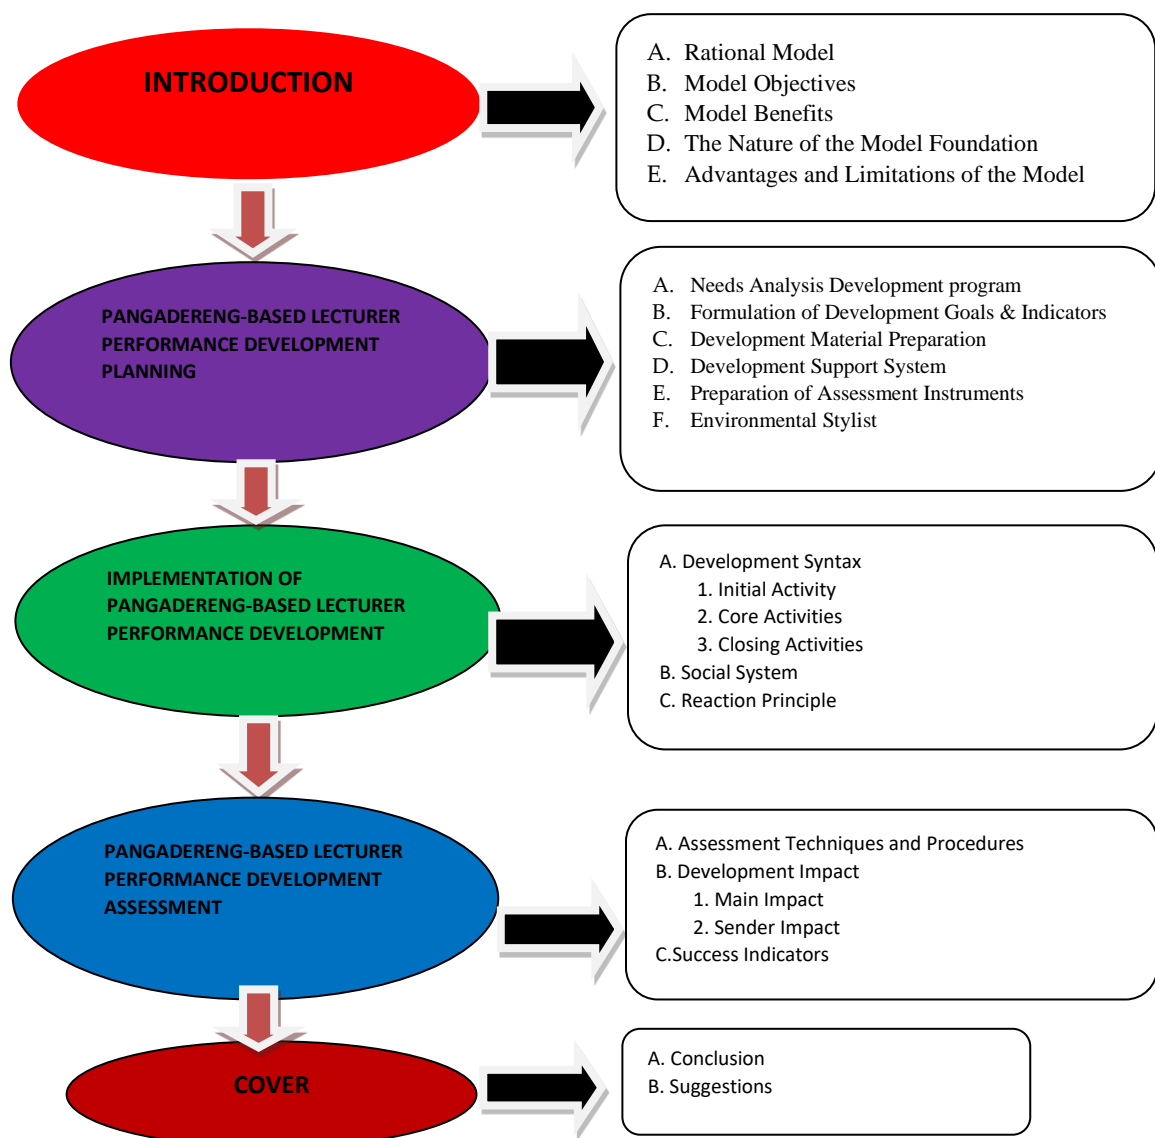 INTRODUCTION
A. Rational Model
B. Model Objectives
C. Model Benefits
D. The Nature of the Model Foundation
E. Advantages and Limitations of the Model
PANGADERENG-BASED LECTURER
PERFORMANCE DEVELOPMENT
PLANNING
A. Needs Analysis Development program
B. Formulation of Development Goals & Indicators
C. Development Material Preparation
D. Development Support System
E. Preparation of Assessment Instruments
F. Environmental Stylist
IMPLEMENTATION OF
PANGADERENG-BASED LECTURER
PERFORMANCE DEVELOPMENT
A. Development Syntax
1. Initial Activity
2. Core Activities
3. Closing Activities
B. Social System
C. Reaction Principle
PANGADERENG-BASED LECTURER
PERFORMANCE DEVELOPMENT
ASSESSMENT
A. Assessment Techniques and Procedures
B. Development Impact
1. Main Impact
2. Sender Impact
C.Success Indicators
COVER
A. Conclusion
B. Suggestions